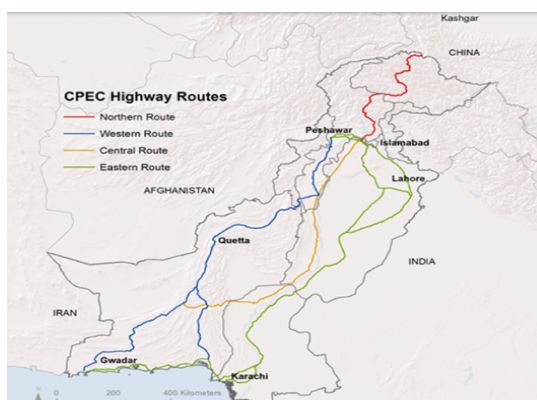 Kashgar
CHINA
CPEC Highway Routes
Northern Route
Western Route
Central Route
Eastern Route
Peshawar
Islamabad
Lahore
AFGHANISTAN
Quetta
INDIA
IRAN
Gwadar
Karachi
0 200 400 Kilometers